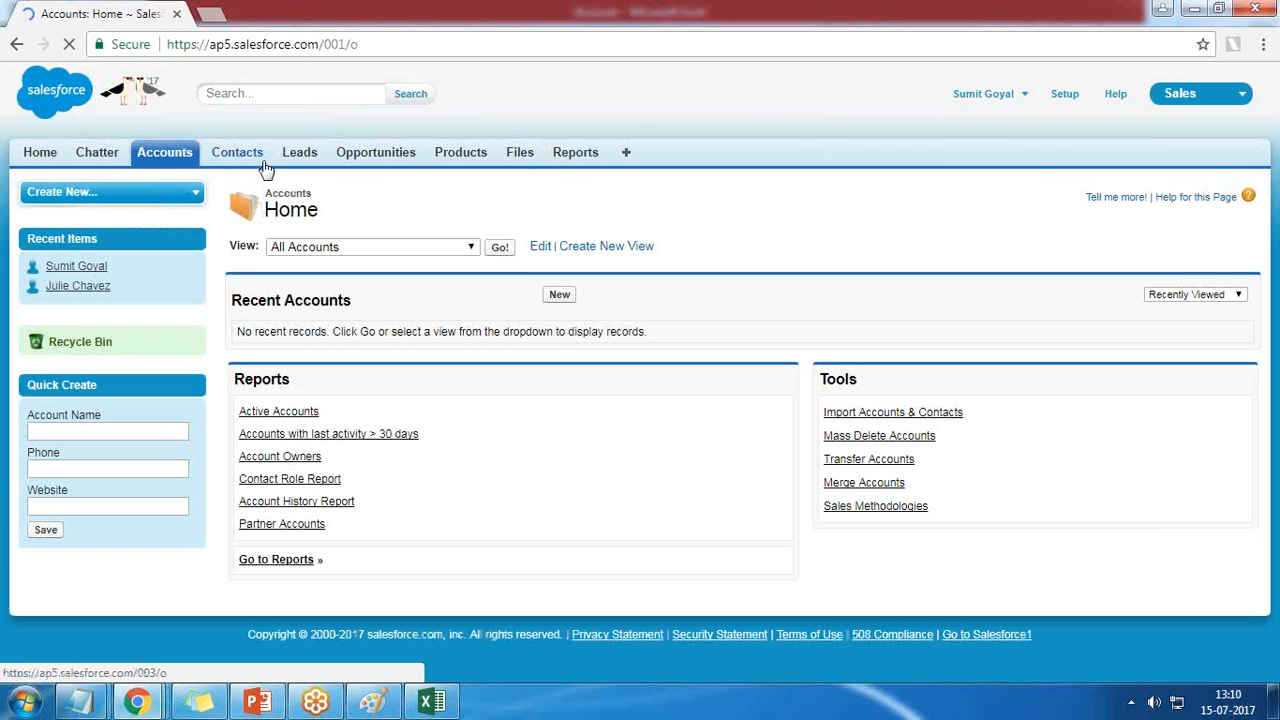 Accounts: Home ~ Sales
Secure
https://ap5.salesforce.com/001/o
salesforce
'17
Search...
Search
Sumit Goyal
Setup
Help
Sales
Home
Chatter
Accounts
Contacts
Leads
Opportunities
Products
Files
Reports
Create New...
Accounts
Home
Tell me more! | Help for this Page
View:
All Accounts
Go!
Edit | Create New View
Recent Items
Sumit Goyal
Julie Chavez
Recent Accounts
New
Recently Viewed
No recent records. Click Go or select a view from the dropdown to display records.
Recycle Bin
Quick Create
Account Name
Phone
Website
Save
Reports
Active Accounts
Accounts with last activity > 30 days
Account Owners
Contact Role Report
Account History Report
Partner Accounts
Go to Reports »
Tools
Import Accounts & Contacts
Mass Delete Accounts
Transfer Accounts
Merge Accounts
Sales Methodologies
Copyright © 2000-2017 salesforce.com, inc. All rights reserved. | Privacy Statement | Security Statement | Terms of Use | 508 Compliance | Go to Salesforce1
https://ap5.salesforce.com/003/o
13:10
15-07-2017